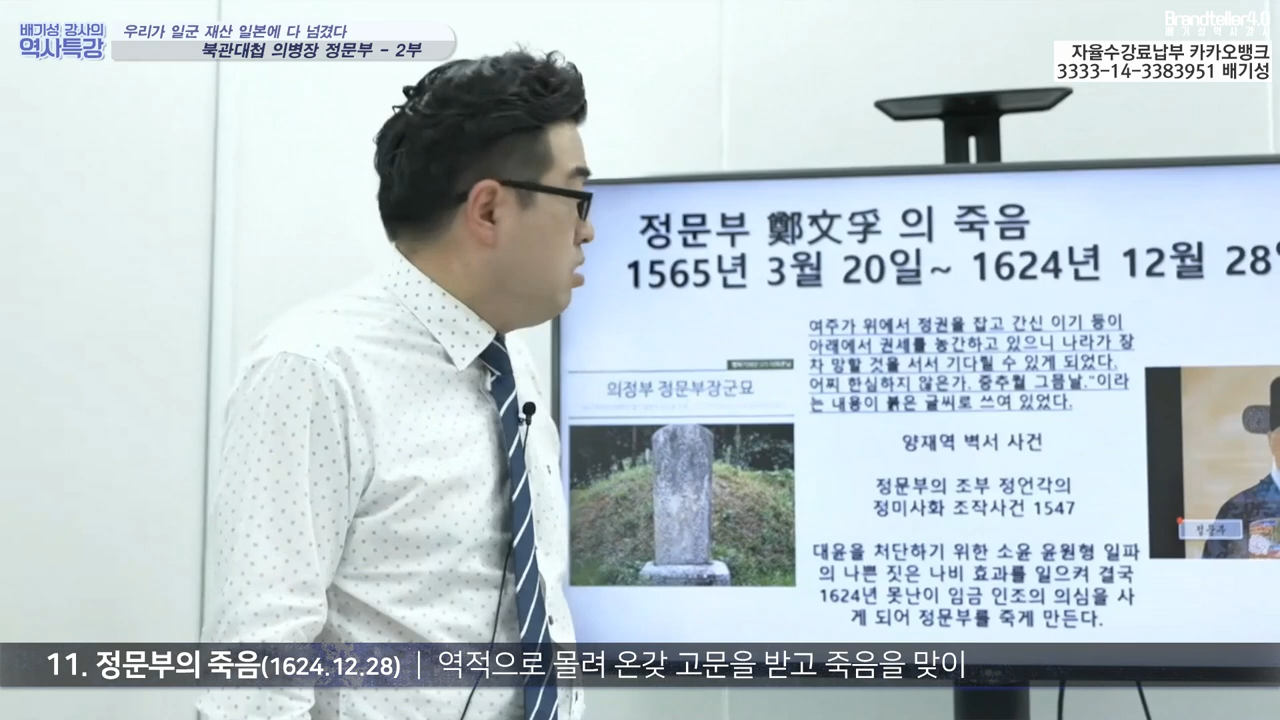 배기성 강사의
역사특강
우리가 일군 재산 일본에 다 넘겼다
북관대첩 의병장 정문부 - 2부
Brandteller4.0
배기성역사강사
자율수강료납부 카카오뱅크
3333-14-3383951 배기성
정문부 鄭文孚 의 죽음
1565년 3월 20일~ 1624년 12월 28
여주가 위에서 정권을 잡고 간신 이기 등이
아래에서 권세를 농간하고 있으니 나라가 장
차 망할 것을 서서 기다릴 수 있게 되었다.
어찌 한심하지 않은가. 중추월 그믐날."이라
는 내용이 붉은 글씨로 쓰여 있었다.
의정부 정문부장군묘
양재역 벽서 사건
정문부의 조부 정언각의
정미사화 조작사건 1547
정문부
대윤을 처단하기 위한 소윤 윤원형 일파
의 나쁜 짓은 나비 효과를 일으켜 결국
1624년 못난이 임금 인조의 의심을 사
게 되어 정문부를 죽게 만든다.
11. 정문부의 죽음(1624.12.28) | 역적으로 몰려 온갖 고문을 받고 죽음을 맞이